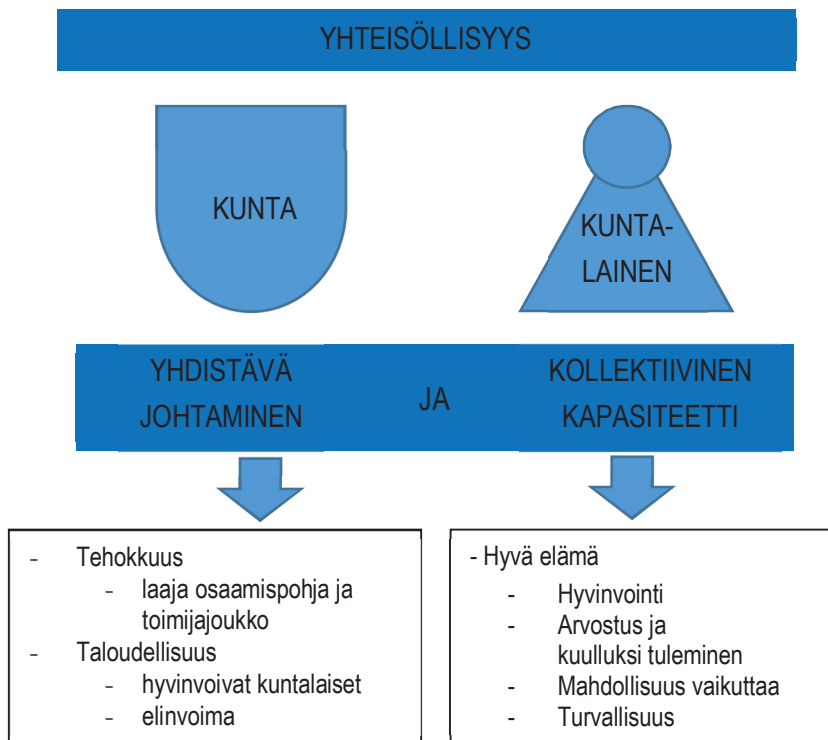 YHTEISÖLLISYYS
KUNTA
KUNTA-
LAINEN
YHDISTÄVÄ
JOHTAMINEN
JA
KOLLEKTIIVINEN
KAPASITEETTI
- Tehokkuus
- laaja osaamispohja ja
toimijajoukko
- Taloudellisuus
- hyvinvoivat kuntalaiset
- elinvoima
- Hyvä elämä
- Hyvinvointi
- Arvostus ja
kuulluksi tuleminen
- Mahdollisuus vaikuttaa
- Turvallisuus